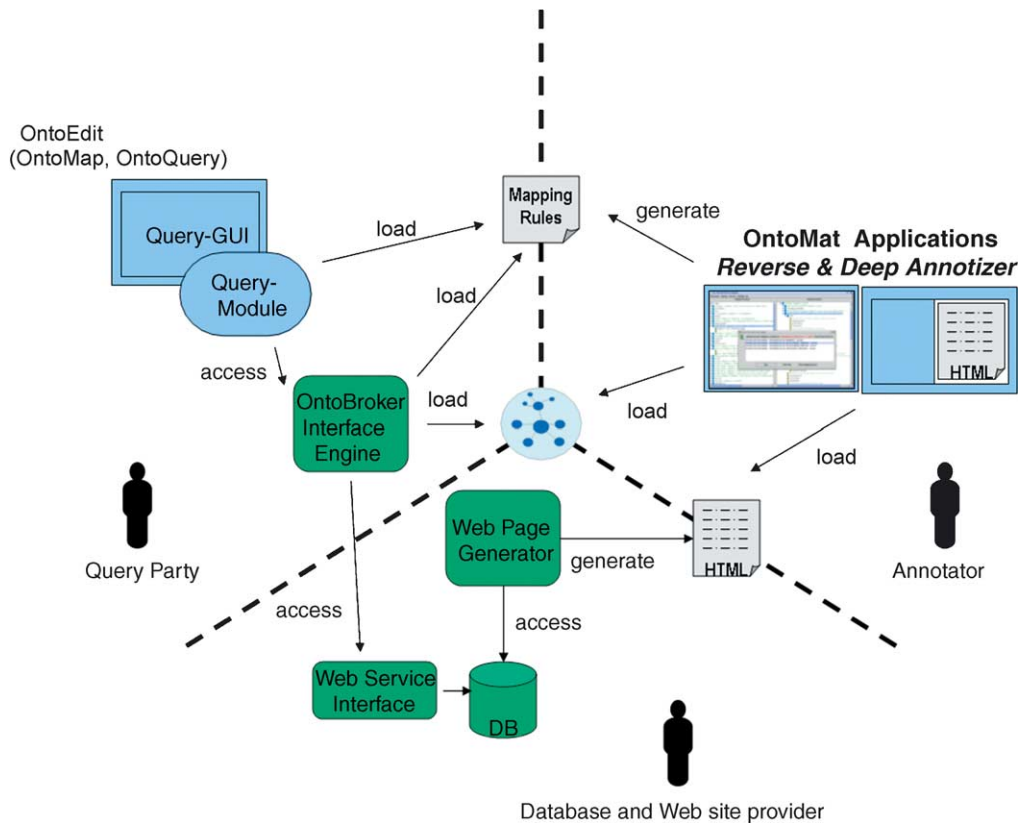 OntoEdit
(OntoMap, OntoQuery)
Query-GUI
Query-
Module
load
Mapping
Rules
generate
OntoMat Applications
Reverse & Deep Annotizer
HTML
load
access
OntoBroker
Interface
Engine
load
load
load
Query Party
Web Page
Generator
generate
HTML
Annotator
access
access
Web Service
Interface
DB
Database and Web site provider